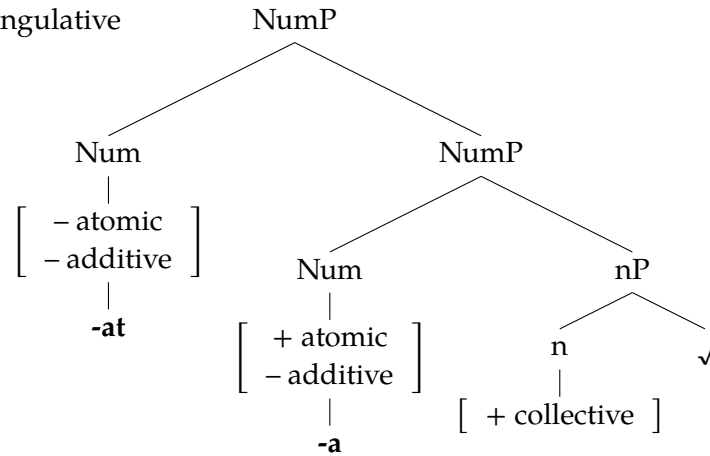 ngulative NumP
Num NumP
– atomic
– additive
Num nP
-at
+ atomic
– additive
n √
[ + collective ]
-a